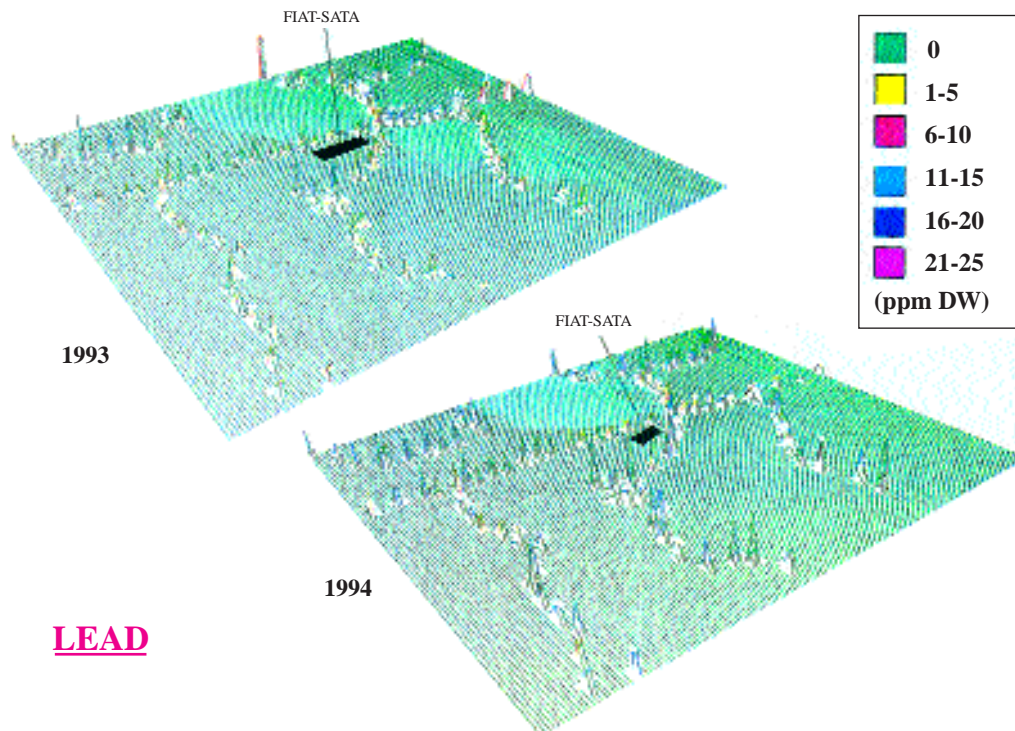 FIAT-SATA
0
1-5
6-10
11-15
16-20
21-25
(ppm DW)
FIAT-SATA
1993
1994
LEAD